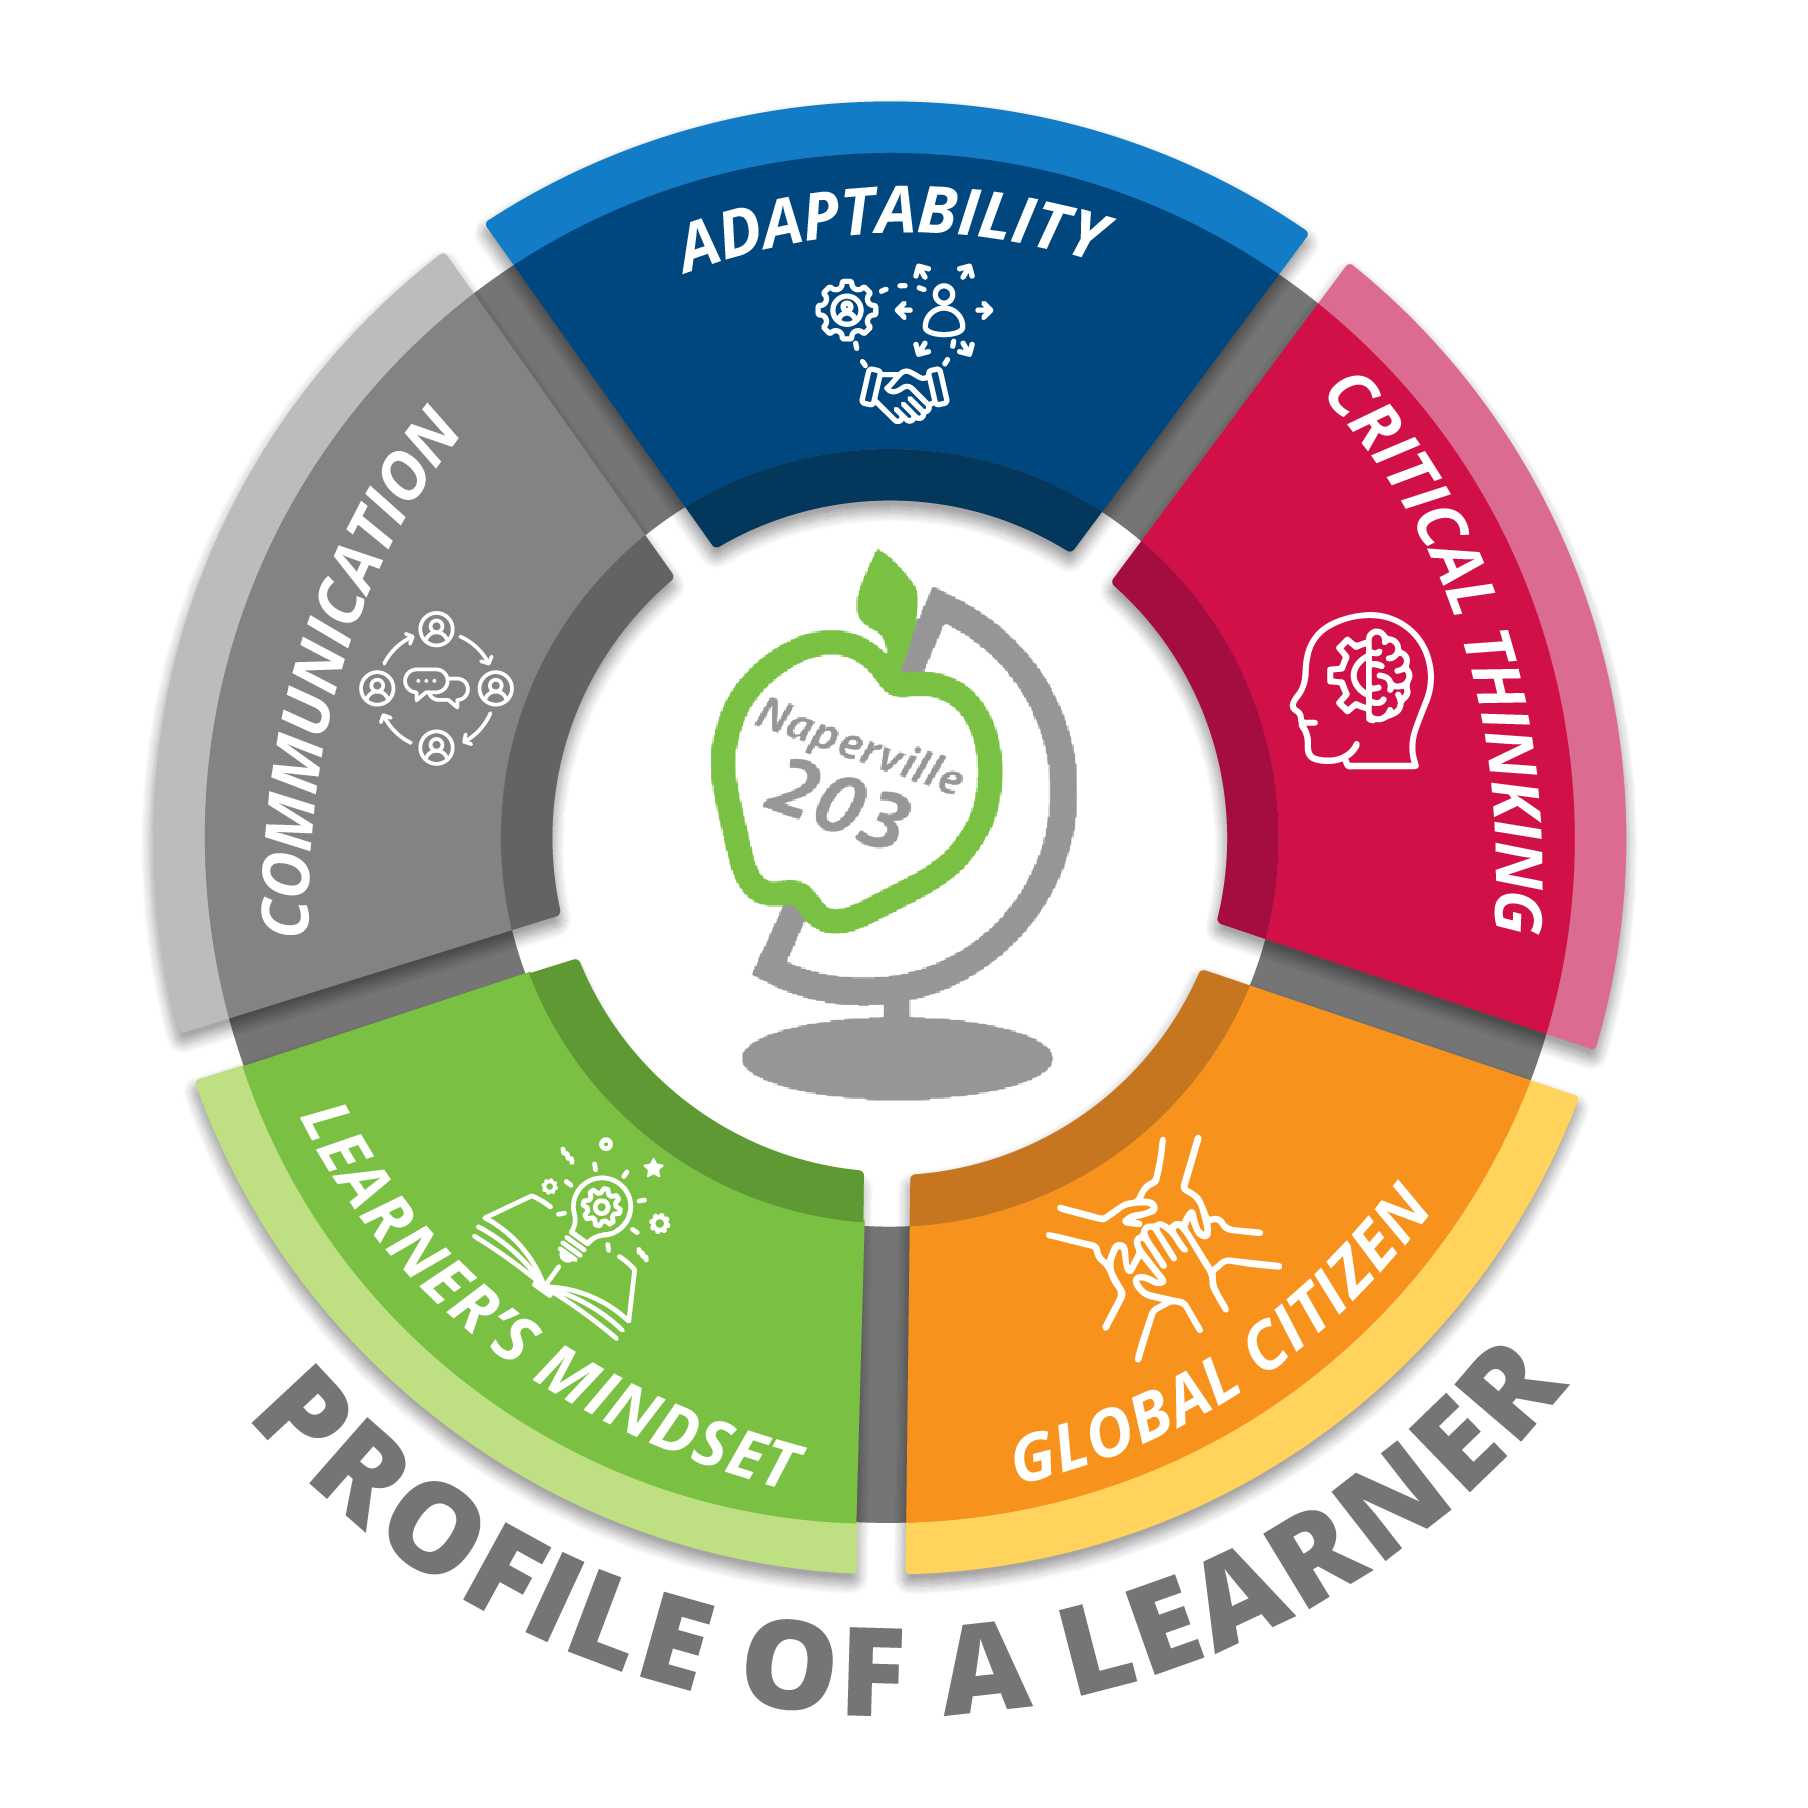 ADAPTABILITY
CRITICAL THINKING
GLOBAL CITIZEN
LEARNER'S MINDSET
COMMUNICATION
Naperville
203
PROFILE OF A LEARNER